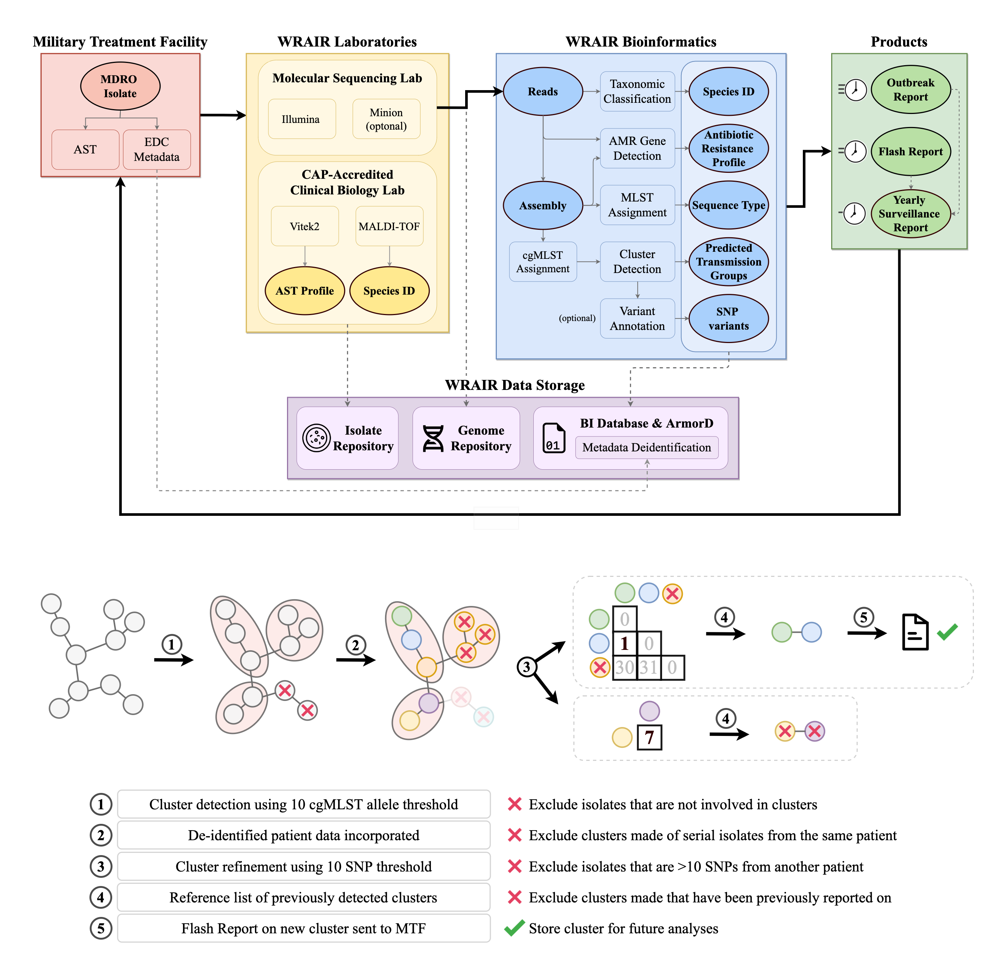 Military Treatment Facility
MDRO
Isolate
AST
EDC
Metadata
WRAIR Laboratories
Molecular Sequencing Lab
Illumina
Minion
(optonal)
CAP-Accredited
Clinical Biology Lab
Vitek2
MALDI-TOF
AST Profile
Species ID
WRAIR Bioinformatics
Reads
Taxonomic
Classification
Species ID
AMR Gene
Detection
Antibiotic
Resistance
Profile
Assembly
MLST
Assignment
Sequence Type
cgMLST
Assignment
Cluster
Detection
Predicted
Transmission
Groups
(optional)
Variant
Annotation
SNP
variants
Products
Outbreak
Report
Flash Report
Yearly
Surveillance
Report
WRAIR Data Storage
Isolate
Repository
Genome
Repository
01
BI Database & ArmorD
Metadata Deidentification
1
2
3
0
1 0
30 31 0
4
5
7
4
1 Cluster detection using 10 cgMLST allele threshold
Exclude isolates that are not involved in clusters
2 De-identified patient data incorporated
Exclude clusters made of serial isolates from the same patient
3 Cluster refinement using 10 SNP threshold
Exclude isolates that are >10 SNPs from another patient
4 Reference list of previously detected clusters
Exclude clusters made that have been previously reported on
5 Flash Report on new cluster sent to MTF
Store cluster for future analyses